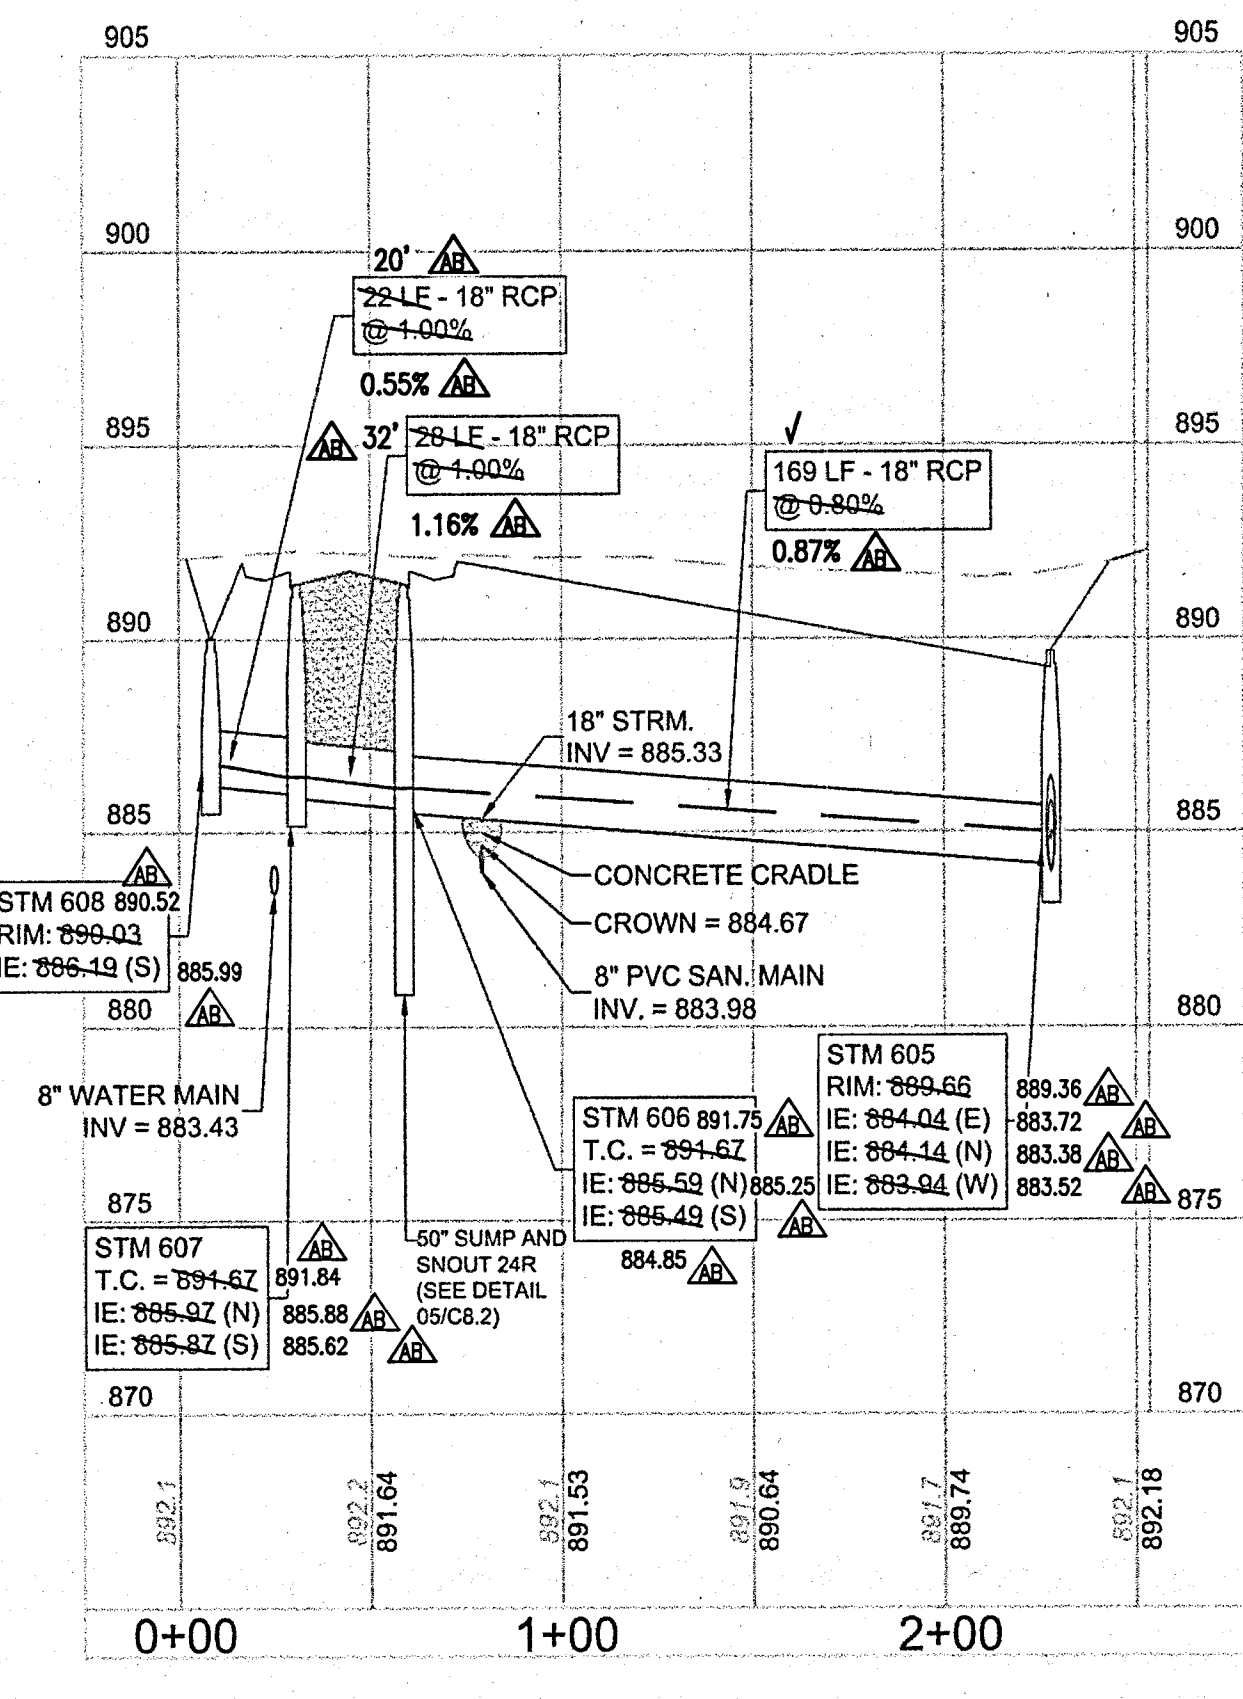 905
905
900
900
20' AB
22 LF - 18" RCP
@ 1.00%
0.55% AB
895
895
AB 32' 28 LF - 18" RCP
@ 1.00%
1.16% AB
√
169 LF - 18" RCP
@ 0.80%
0.87% AB
890
890
18" STRM.
INV = 885.33
885
885
CONCRETE CRADLE
CROWN = 884.67
8" PVC SAN. MAIN
INV. = 883.98
AB
STM 608 890.52
RIM: 890.03
IE: 886.19 (S) 885.99
AB
880
880
8" WATER MAIN
INV = 883.43
STM 605
RIM: 889.66 889.36 AB
IE: 884.04 (E) 883.72 AB
IE: 884.14 (N) 883.38 AB
IE: 883.94 (W) 883.52 AB
STM 606 891.75 AB
T.C. = 891.67
IE: 885.59 (N) 885.25
IE: 885.49 (S) AB
884.85 AB
875
875
50" SUMP AND
SNOUT 24R
(SEE DETAIL
05/C8.2)
STM 607 AB
T.C. = 891.67 891.84
IE: 885.97 (N) 885.88 AB
IE: 885.87 (S) 885.62 AB
870
870
892.1
892.2
891.64
892.1
891.53
891.9
890.64
891.7
889.74
892.1
892.18
0+00
1+00
2+00